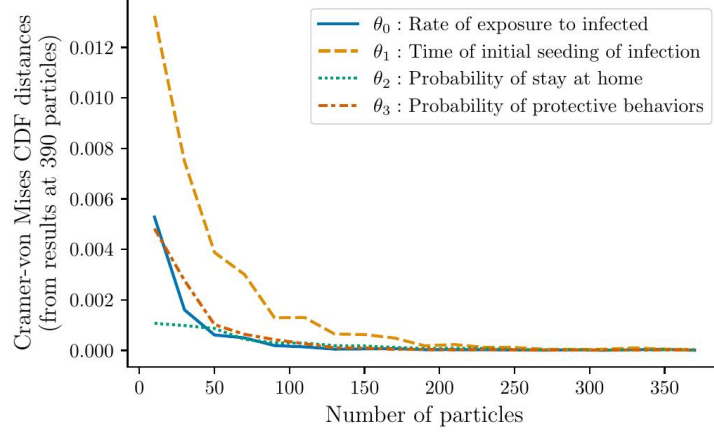 Cramer-von Mises CDF distances
(from results at 390 particles)
0.012
0.010
0.008
0.006
0.004
0.002
0.000
θ₀ : Rate of exposure to infected
θ₁ : Time of initial seeding of infection
θ₂ : Probability of stay at home
θ₃ : Probability of protective behaviors
0 50 100 150 200 250 300 350
Number of particles